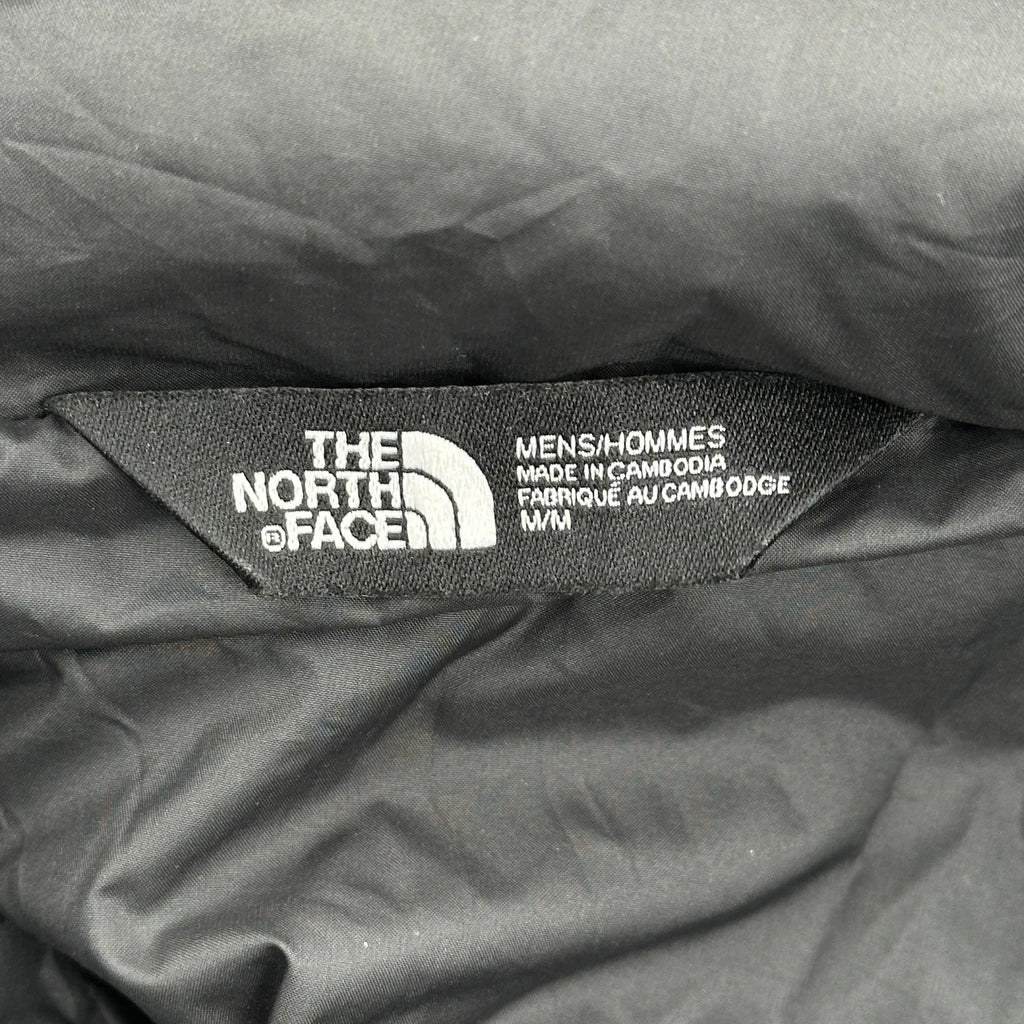 THE
NORTH
®FACE
MENS/HOMMES
MADE IN CAMBODIA
FABRIQUÉ AU CAMBODGE
M/M